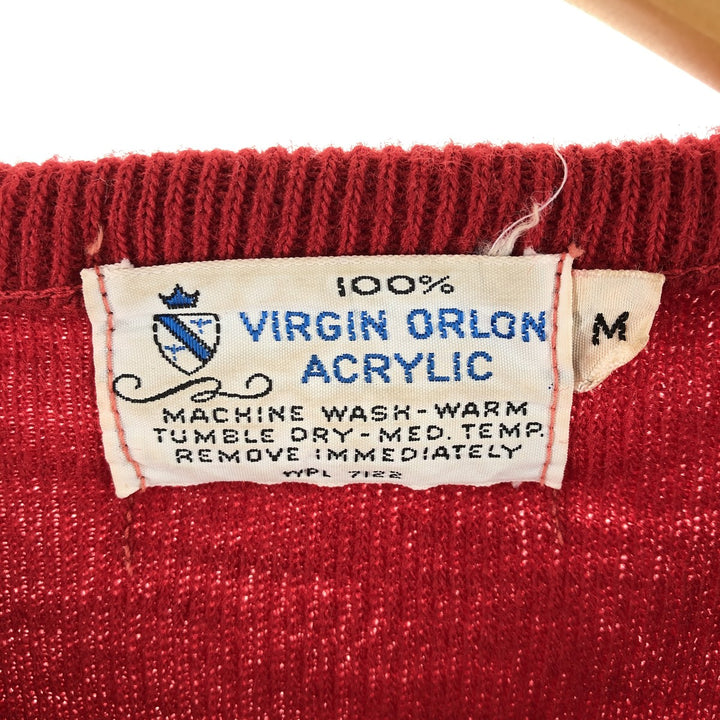 100%
VIRGIN ORLON
ACRYLIC
MACHINE WASH-WARM
TUMBLE DRY-MED. TEMP.
REMOVE IMMEDIATELY
WPL 7122
M